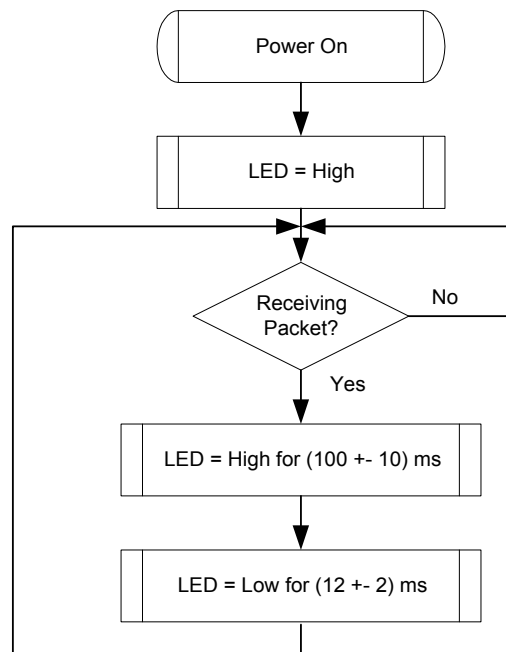 Power On
LED = High
Receiving
Packet?
No
Yes
LED = High for (100 +- 10) ms
LED = Low for (12 +- 2) ms